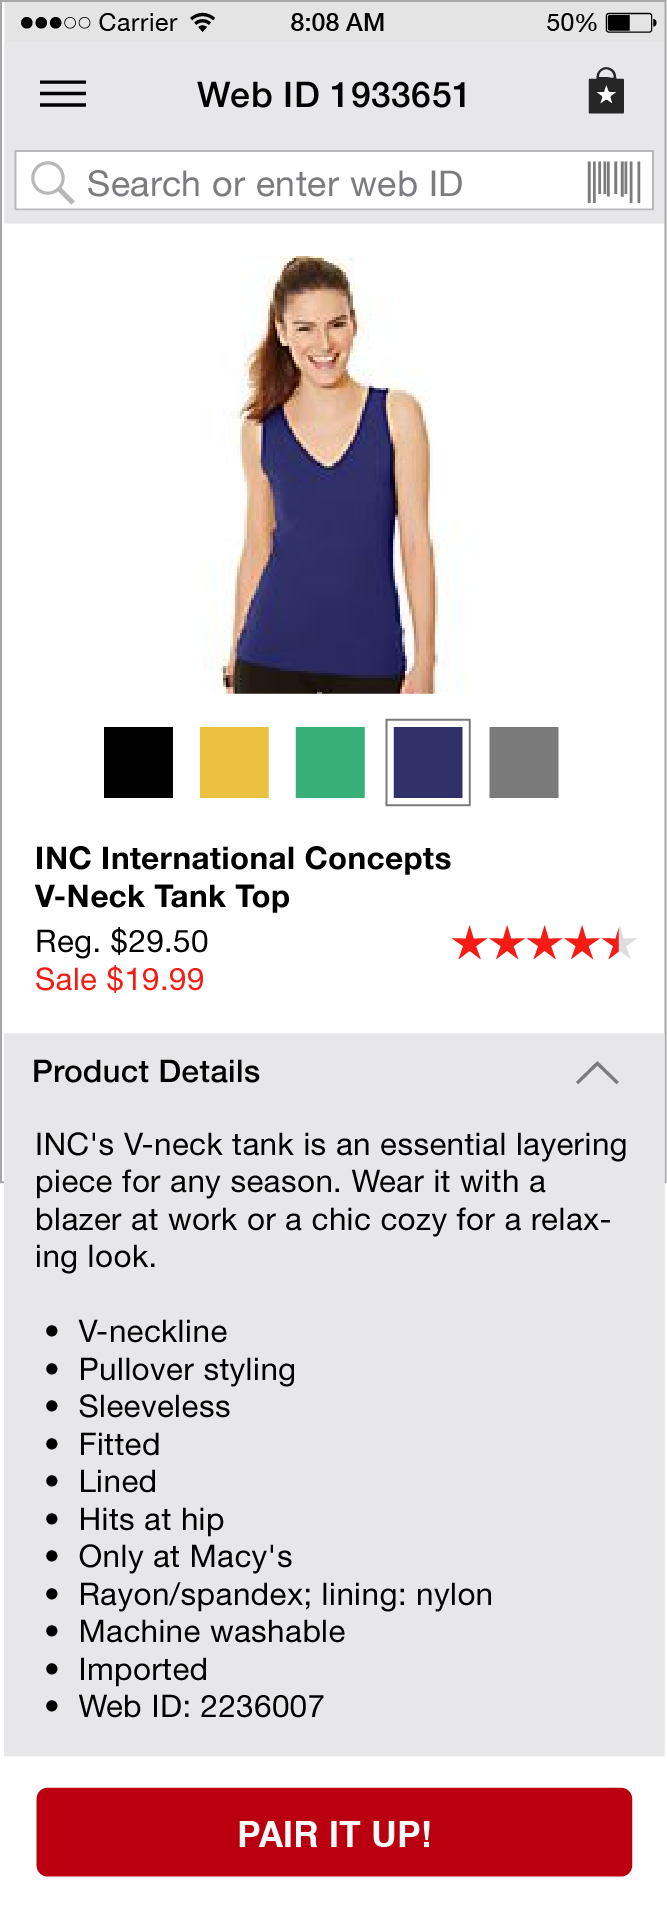 Carrier 8:08 AM 50%
Web ID 1933651
Search or enter web ID
INC International Concepts
V-Neck Tank Top
Reg. $29.50
Sale $19.99
Product Details
INC's V-neck tank is an essential layering
piece for any season. Wear it with a
blazer at work or a chic cozy for a relax-
ing look.
• V-neckline
• Pullover styling
• Sleeveless
• Fitted
• Lined
• Hits at hip
• Only at Macy's
• Rayon/spandex; lining: nylon
• Machine washable
• Imported
• Web ID: 2236007
PAIR IT UP!